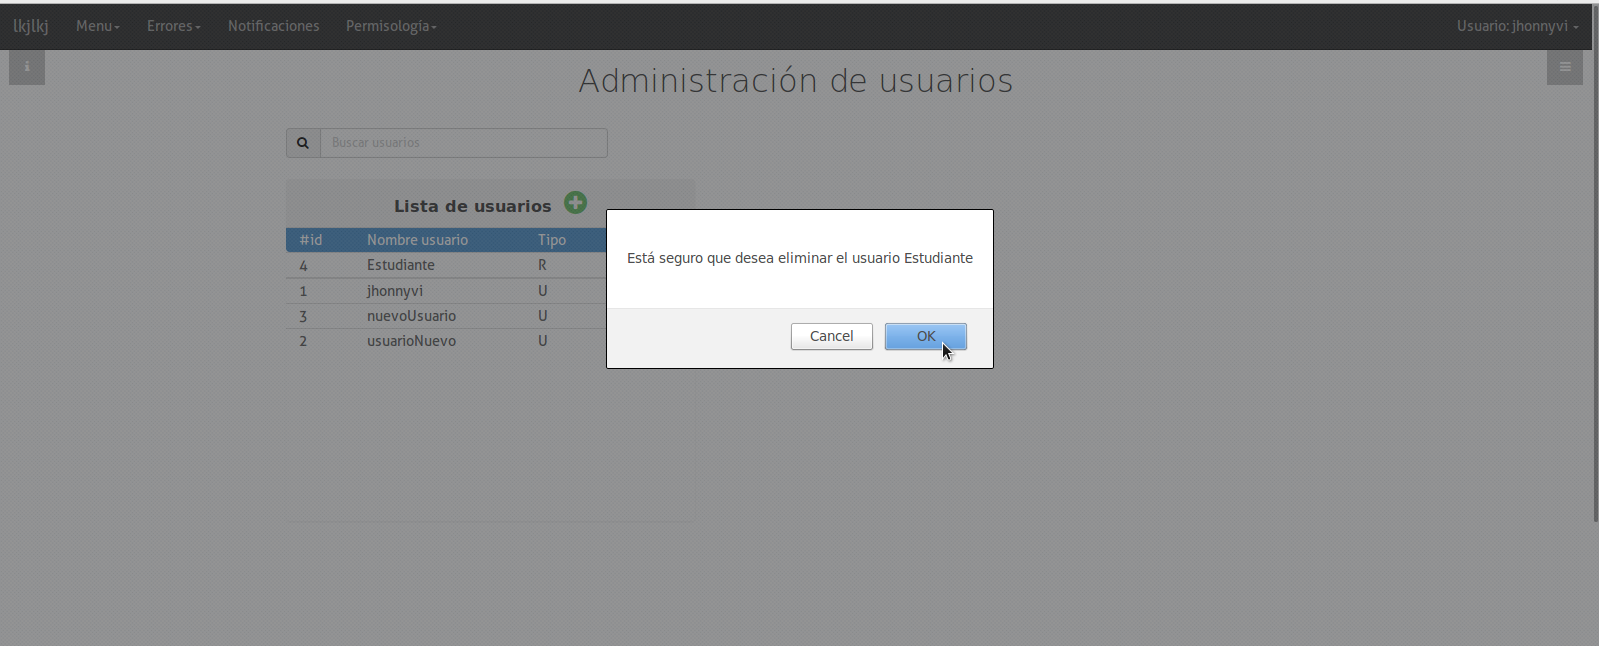 lkjlkj Menu Errores Notificaciones Permisología Usuario: jhonnyvi
i
Administración de usuarios
Buscar usuarios
Lista de usuarios
#id Nombre usuario Tipo
4 Estudiante R
1 jhonnyvi U
3 nuevoUsuario U
2 usuarioNuevo U
Está seguro que desea eliminar el usuario Estudiante
Cancel OK